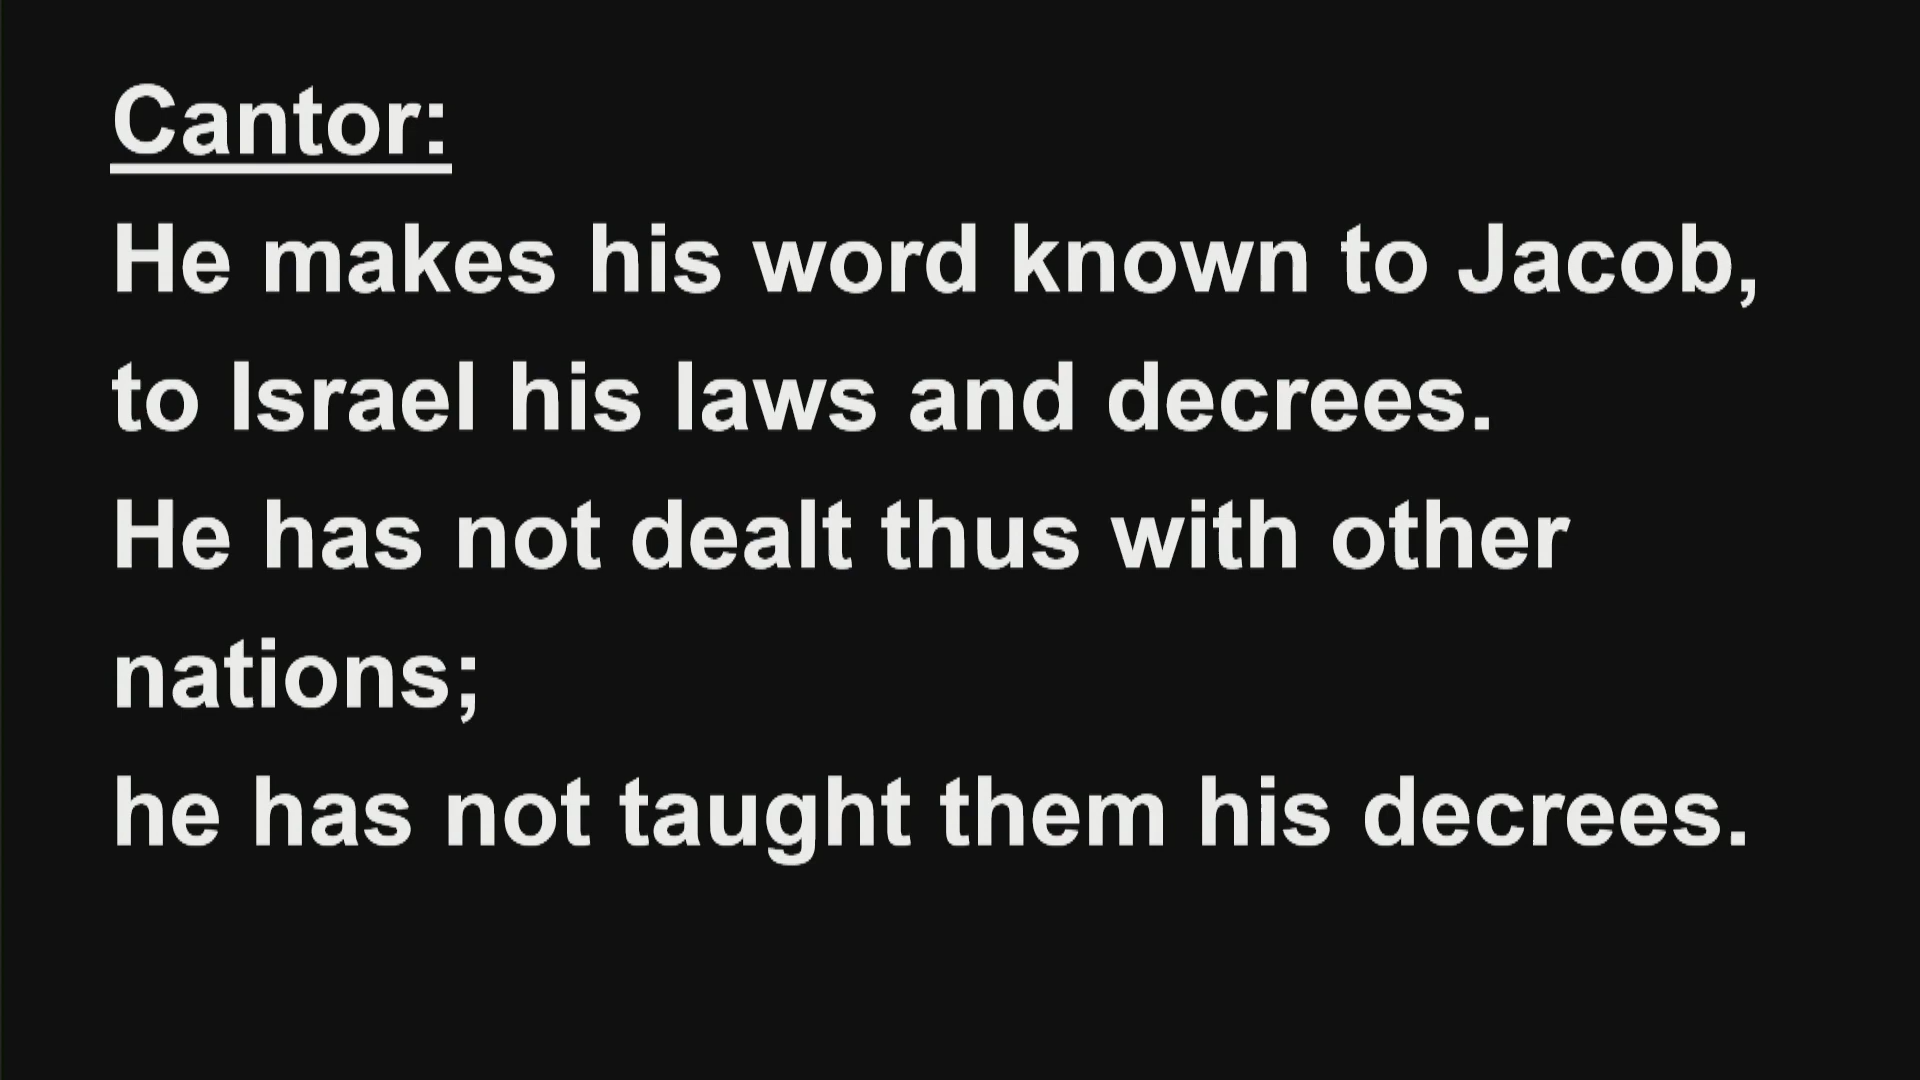 Cantor:
He makes his word known to Jacob,
to Israel his laws and decrees.
He has not dealt thus with other
nations;
he has not taught them his decrees.